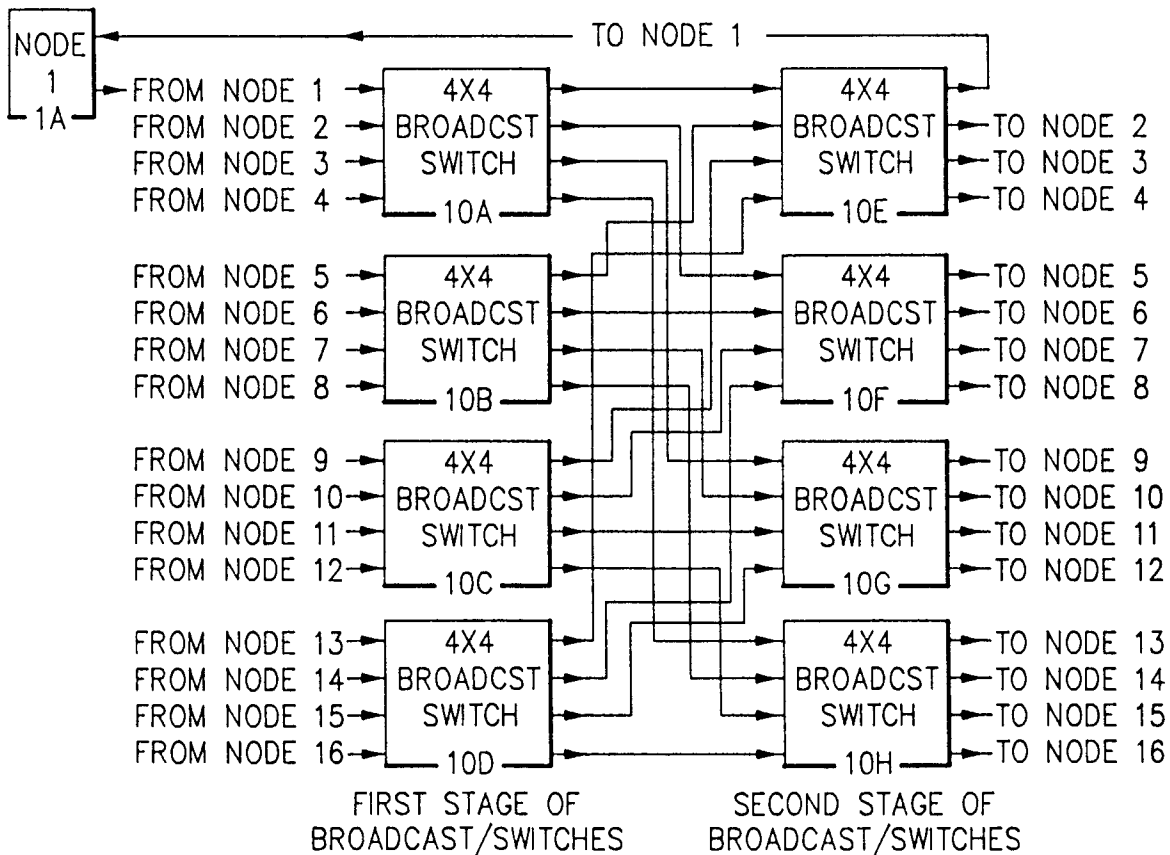 NODE
1
1A
TO NODE 1
FROM NODE 1
FROM NODE 2
FROM NODE 3
FROM NODE 4
4X4
BROADCST
SWITCH
10A
4X4
BROADCST
SWITCH
10E
TO NODE 2
TO NODE 3
TO NODE 4
FROM NODE 5
FROM NODE 6
FROM NODE 7
FROM NODE 8
4X4
BROADCST
SWITCH
10B
4X4
BROADCST
SWITCH
10F
TO NODE 5
TO NODE 6
TO NODE 7
TO NODE 8
FROM NODE 9
FROM NODE 10
FROM NODE 11
FROM NODE 12
4X4
BROADCST
SWITCH
10C
4X4
BROADCST
SWITCH
10G
TO NODE 9
TO NODE 10
TO NODE 11
TO NODE 12
FROM NODE 13
FROM NODE 14
FROM NODE 15
FROM NODE 16
4X4
BROADCST
SWITCH
10D
4X4
BROADCST
SWITCH
10H
TO NODE 13
TO NODE 14
TO NODE 15
TO NODE 16
FIRST STAGE OF
BROADCAST/SWITCHES
SECOND STAGE OF
BROADCAST/SWITCHES